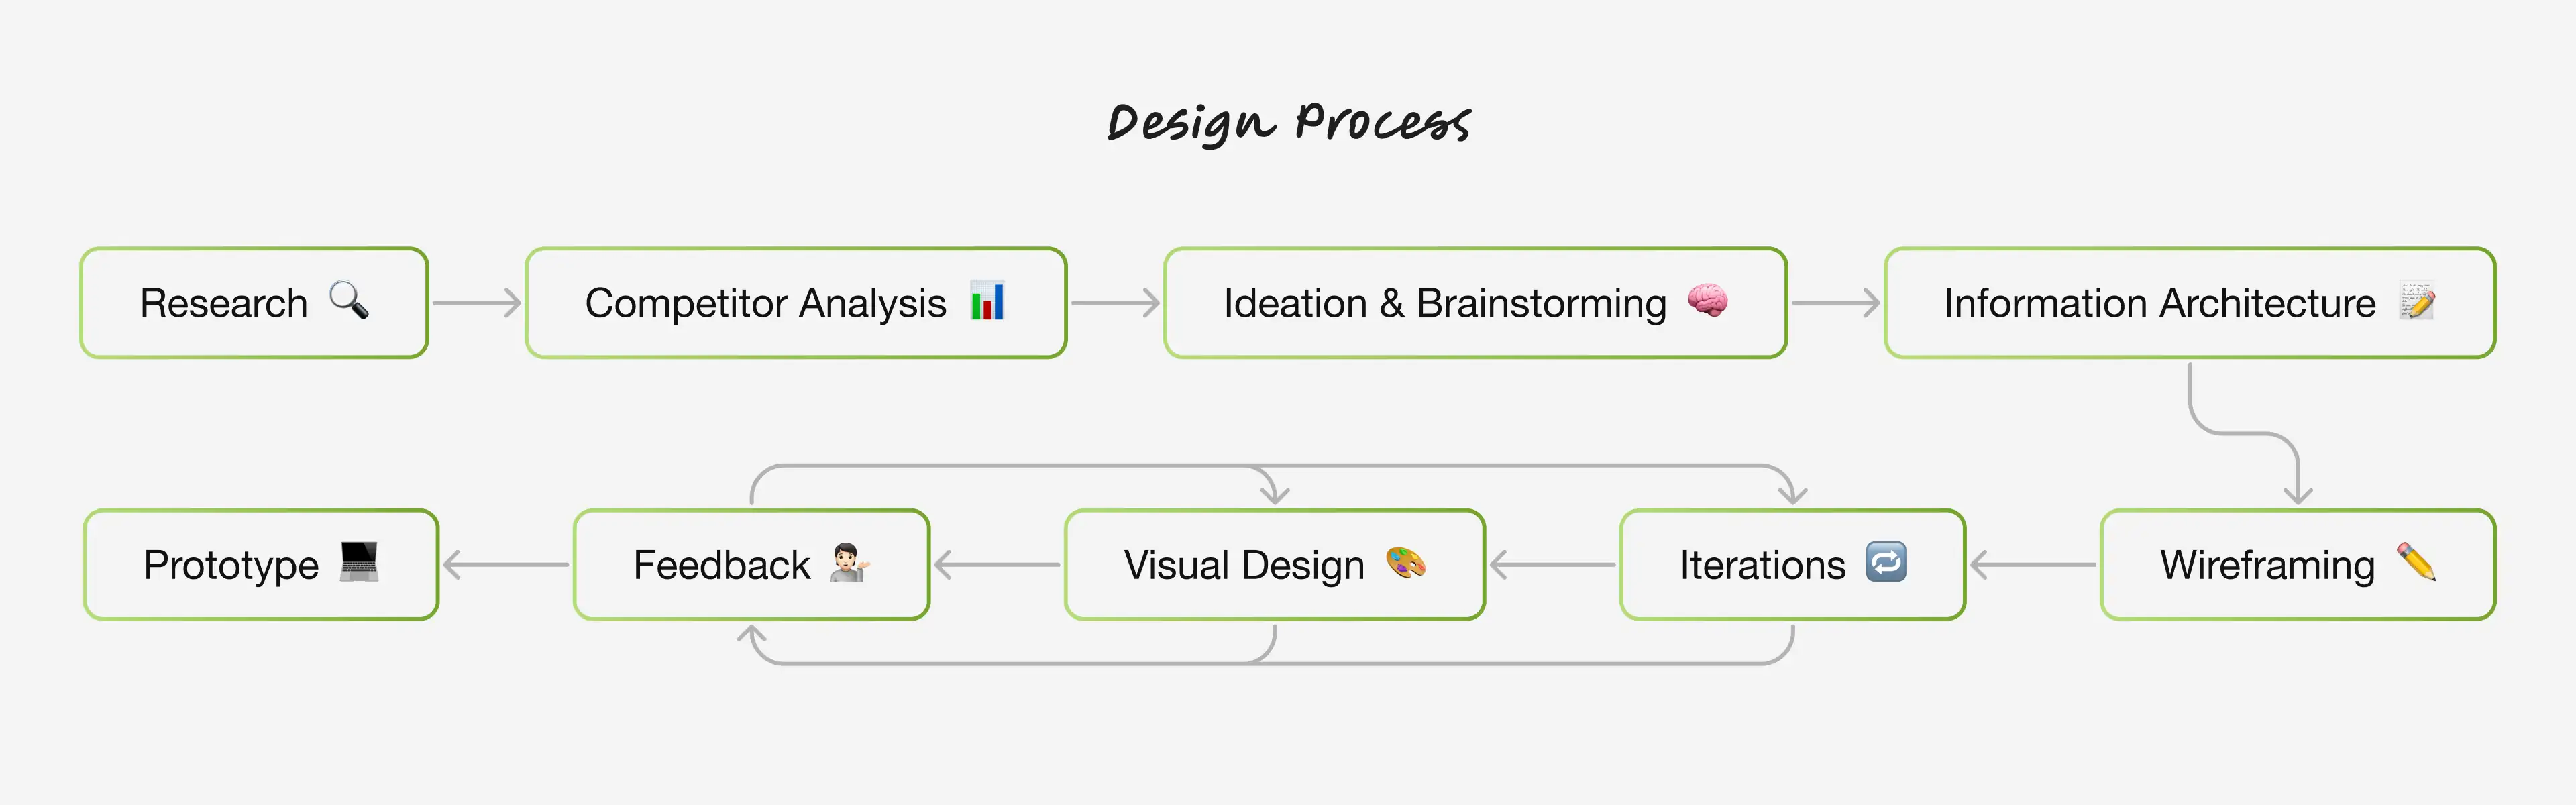 Design Process
Research
Competitor Analysis
Ideation & Brainstorming
Information Architecture
Prototype
Feedback
Visual Design
Iterations
Wireframing